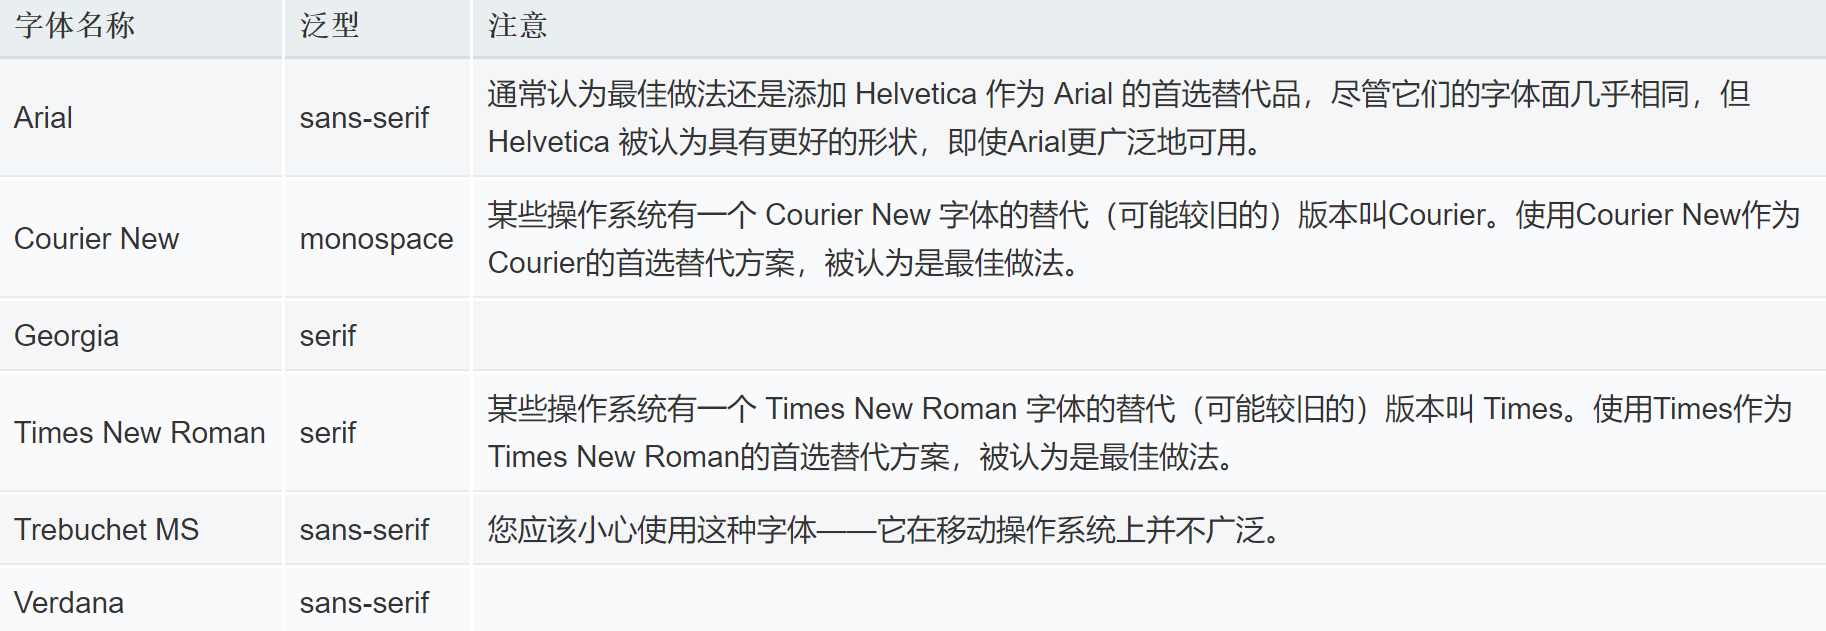 字体名称 泛型 注意
Arial sans-serif 通常认为最佳做法还是添加 Helvetica 作为 Arial 的首选替代品，尽管它们的字体面几乎相同，但
Helvetica 被认为具有更好的形状，即使Arial更广泛地可用。
Courier New monospace 某些操作系统有一个 Courier New 字体的替代（可能较旧的）版本叫Courier。使用Courier New作为
Courier的首选替代方案，被认为是最佳做法。
Georgia serif
Times New Roman serif 某些操作系统有一个 Times New Roman 字体的替代（可能较旧的）版本叫 Times。使用Times作为
Times New Roman的首选替代方案，被认为是最佳做法。
Trebuchet MS sans-serif 您应该小心使用这种字体——它在移动操作系统上并不广泛。
Verdana sans-serif